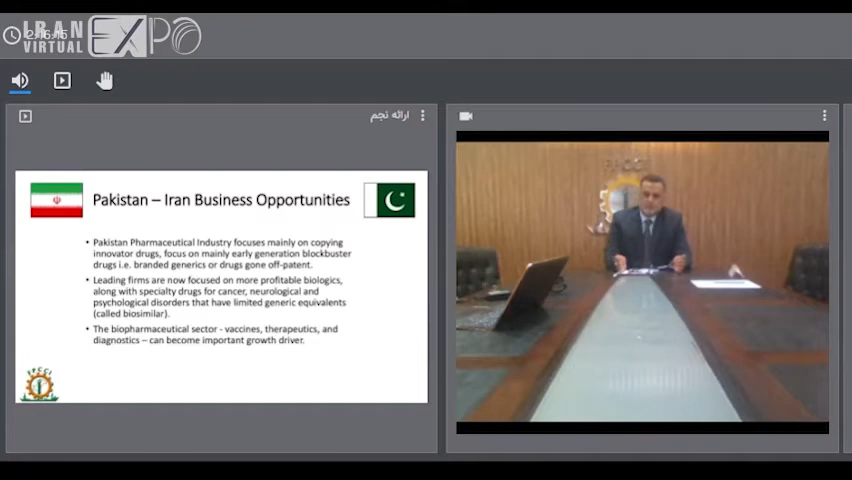 IRAN
VIRTUAL
EXPO
ارائه نجم
Pakistan – Iran Business Opportunities
• Pakistan Pharmaceutical Industry focuses mainly on copying
innovator drugs, focus on mainly early generation blockbuster
drugs i.e. branded generics or drugs gone off-patent.
• Leading firms are now focused on more profitable biologics,
along with specialty drugs for cancer, neurological and
psychological disorders that have limited generic equivalents
(called biosimilar).
• The biopharmaceutical sector - vaccines, therapeutics, and
diagnostics – can become important growth driver.
FPCCI
FPCCI